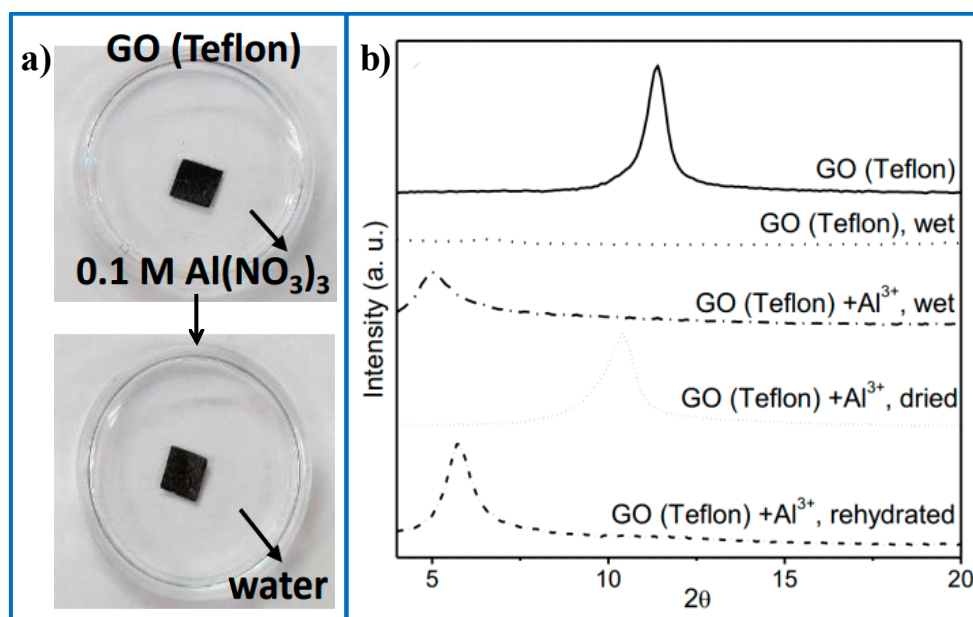 a)
GO (Teflon)
0.1 M Al(NO₃)₃
water
b)
Intensity (a. u.)
GO (Teflon)
GO (Teflon), wet
GO (Teflon) +Al³⁺, wet
GO (Teflon) +Al³⁺, dried
GO (Teflon) +Al³⁺, rehydrated
5 10 15 20
2θ